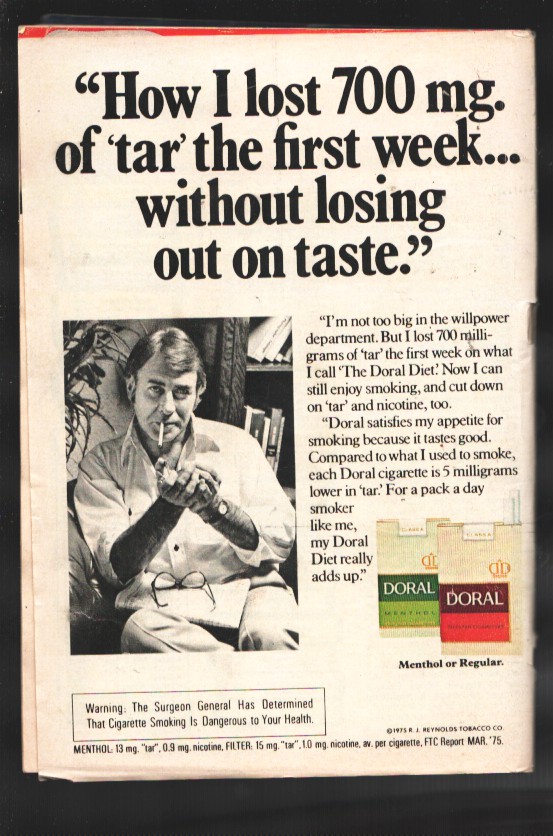 “How I lost 700 mg.
of ‘tar’ the first week...
without losing
out on taste.”
“I’m not too big in the willpower
department. But I lost 700 milli-
grams of ‘tar’ the first week on what
I call ‘The Doral Diet.’ Now I can
still enjoy smoking, and cut down
on ‘tar’ and nicotine, too.
“Doral satisfies my appetite for
smoking because it tastes good.
Compared to what I used to smoke,
each Doral cigarette is 5 milligrams
lower in ‘tar.’ For a pack a day
smoker
like me,
my Doral
Diet really
adds up.”
DORAL
MENTHOL
DORAL
Menthol or Regular.
Warning: The Surgeon General Has Determined
That Cigarette Smoking Is Dangerous to Your Health.
©1975 R. J. REYNOLDS TOBACCO CO.
MENTHOL: 13 mg. "tar", 0.9 mg. nicotine, FILTER: 15 mg. "tar", 1.0 mg. nicotine, av. per cigarette, FTC Report MAR. '75.